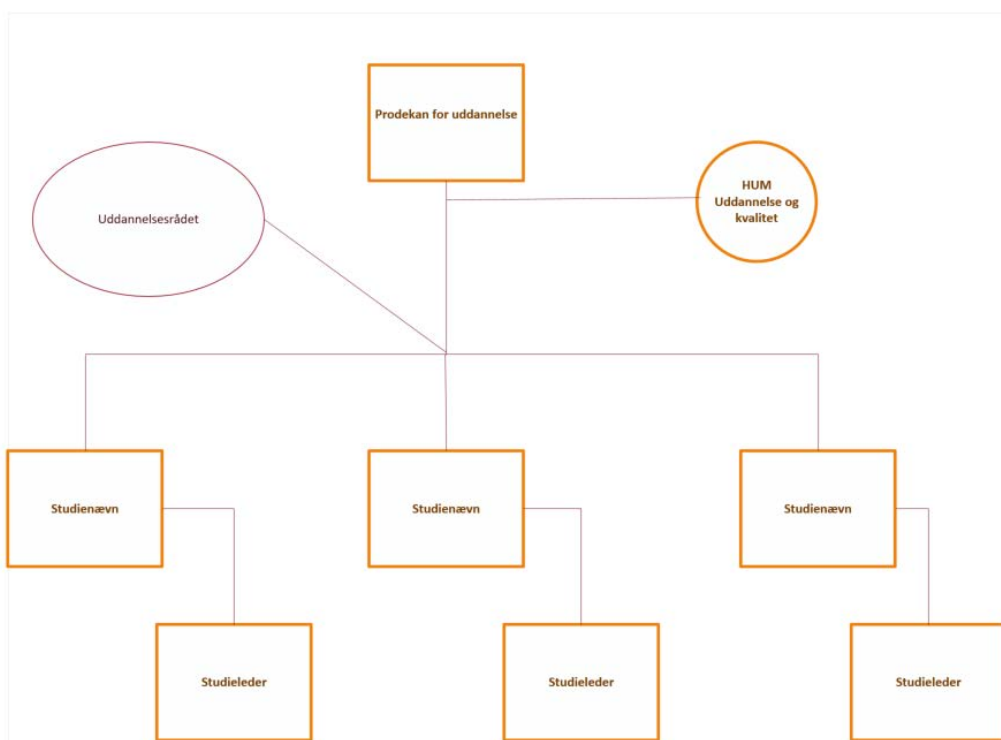 Prodekan for uddannelse
HUM
Uddannelse og
kvalitet
Uddannelsesrådet
Studienævn
Studienævn
Studienævn
Studieleder
Studieleder
Studieleder